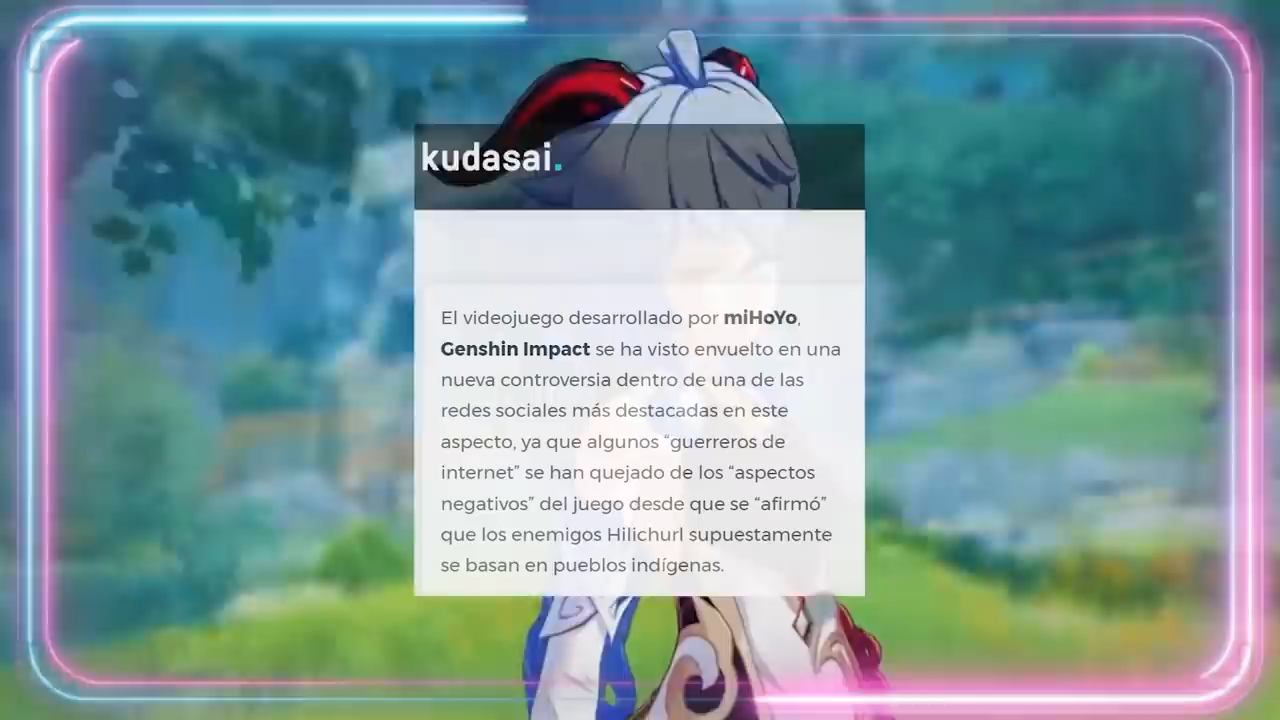 kudasai.
El videojuego desarrollado por miHoYo,
Genshin Impact se ha visto envuelto en una
nueva controversia dentro de una de las
redes sociales más destacadas en este
aspecto, ya que algunos “guerreros de
internet” se han quejado de los “aspectos
negativos” del juego desde que se “afirmó”
que los enemigos Hilichurl supuestamente
se basan en pueblos indígenas.